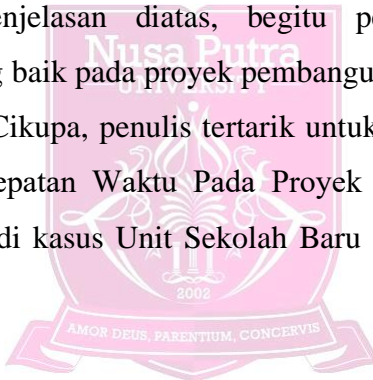 enjelasan diatas, begitu pe
Nusa Putra
UNIVERSITY
g baik pada proyek pembangu
Cikupa, penulis tertarik untuk
epatan Waktu Pada Proyek
di kasus Unit Sekolah Baru
2002
AMOR DEUS, PARENTIUM, CONCERVIS